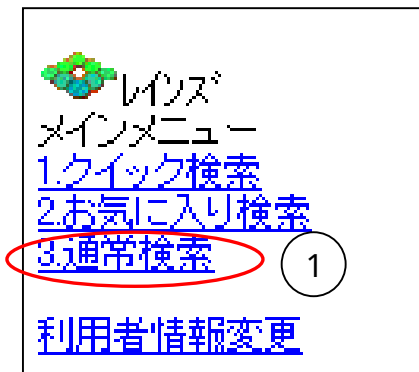 レインズ
メインメニュー
1.クイック検索
2.お気に入り検索
3.通常検索
1
利用者情報変更